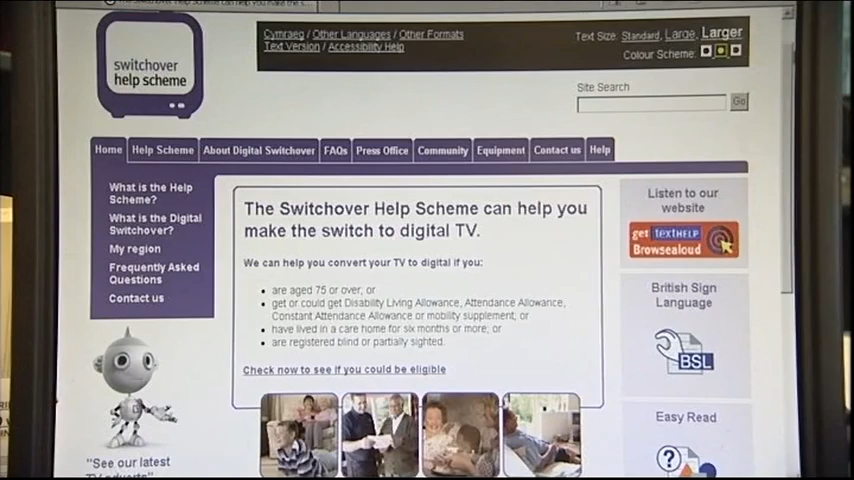 Cymraeg / Other Languages / Other Formats
Text Version / Accessibility Help
Text Size: Standard, Large, Larger
Colour Scheme:
switchover
help scheme
Site Search
Go
Home Help Scheme About Digital Switchover FAQs Press Office Community Equipment Contact us Help
What is the Help
Scheme?
What is the Digital
Switchover?
My region
Frequently Asked
Questions
Contact us
The Switchover Help Scheme can help you
make the switch to digital TV.
We can help you convert your TV to digital if you:
are aged 75 or over; or
get or could get Disability Living Allowance, Attendance Allowance,
Constant Attendance Allowance or mobility supplement; or
have lived in a care home for six months or more; or
are registered blind or partially sighted.
Check now to see if you could be eligible
Listen to our
website
get textHELP
Browsealoud
British Sign
Language
BSL
Easy Read
?
"See our latest
TV adverts"